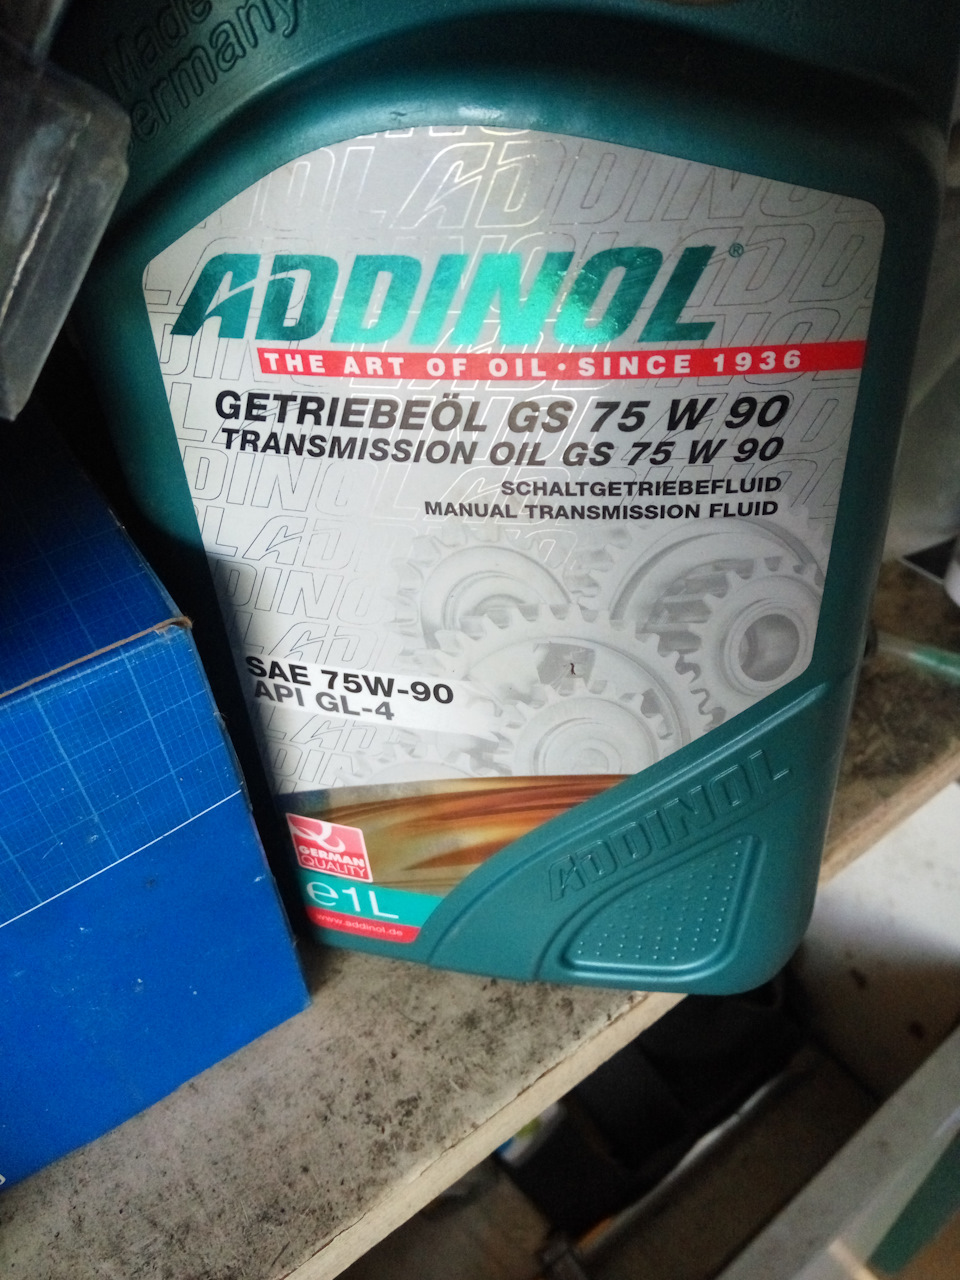 Made
Germany
ADDINOL®
THE ART OF OIL · SINCE 1936
GETRIEBEÖL GS 75 W 90
TRANSMISSION OIL GS 75 W 90
SCHALTGETRIEBEFLUID
MANUAL TRANSMISSION FLUID
SAE 75W-90
API GL-4
ADDINOL
GERMAN
QUALITY
e1L
www.addinol.de